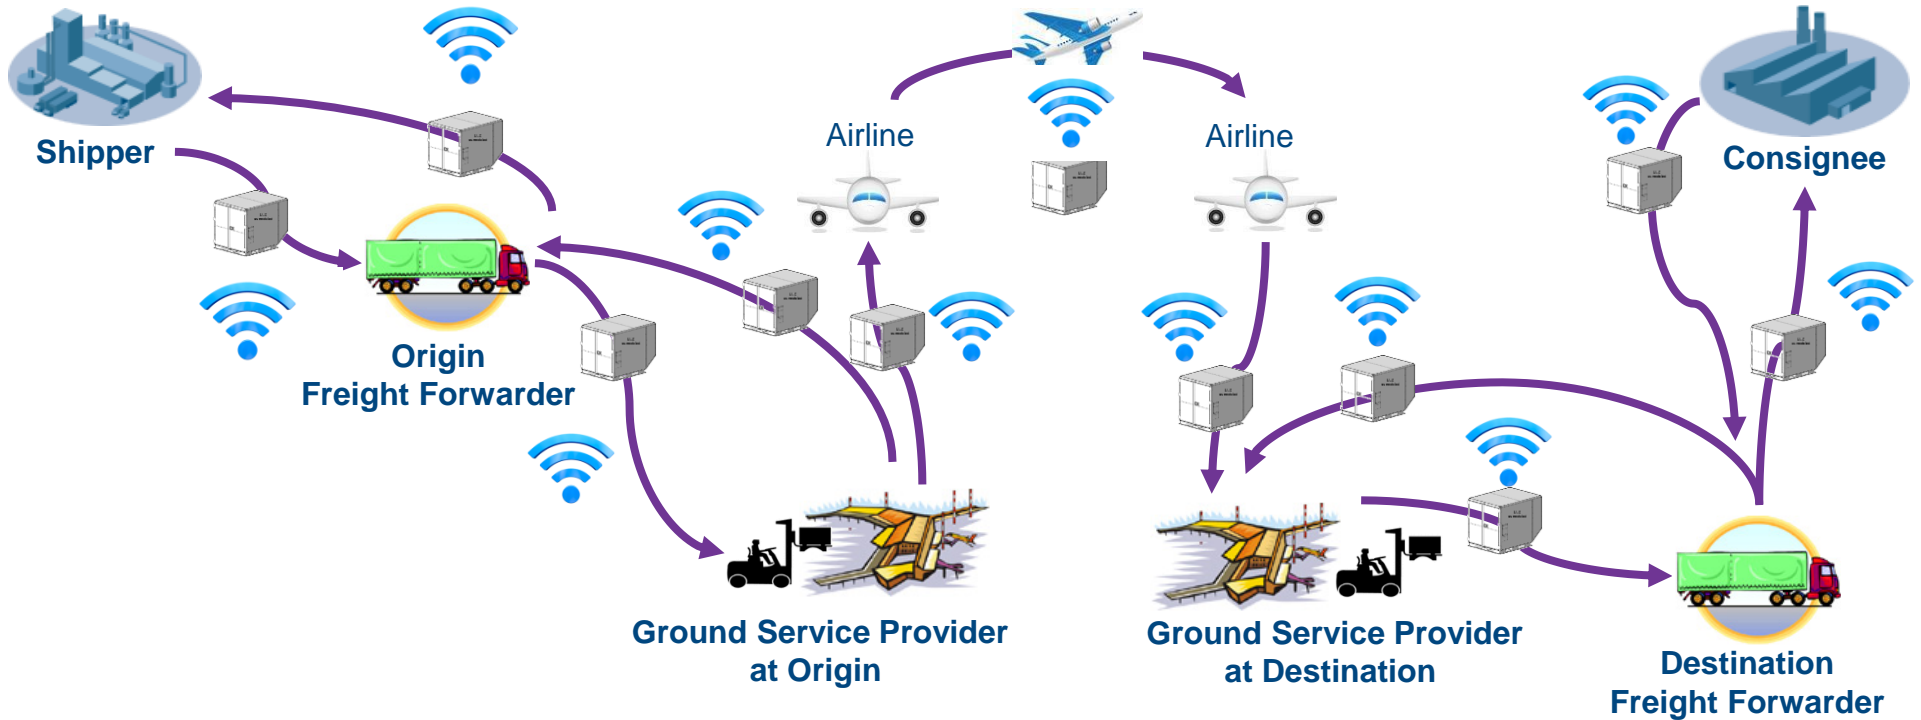 Shipper
Airline
Airline
Consignee
Origin
Freight Forwarder
Ground Service Provider
at Origin
Ground Service Provider
at Destination
Destination
Freight Forwarder